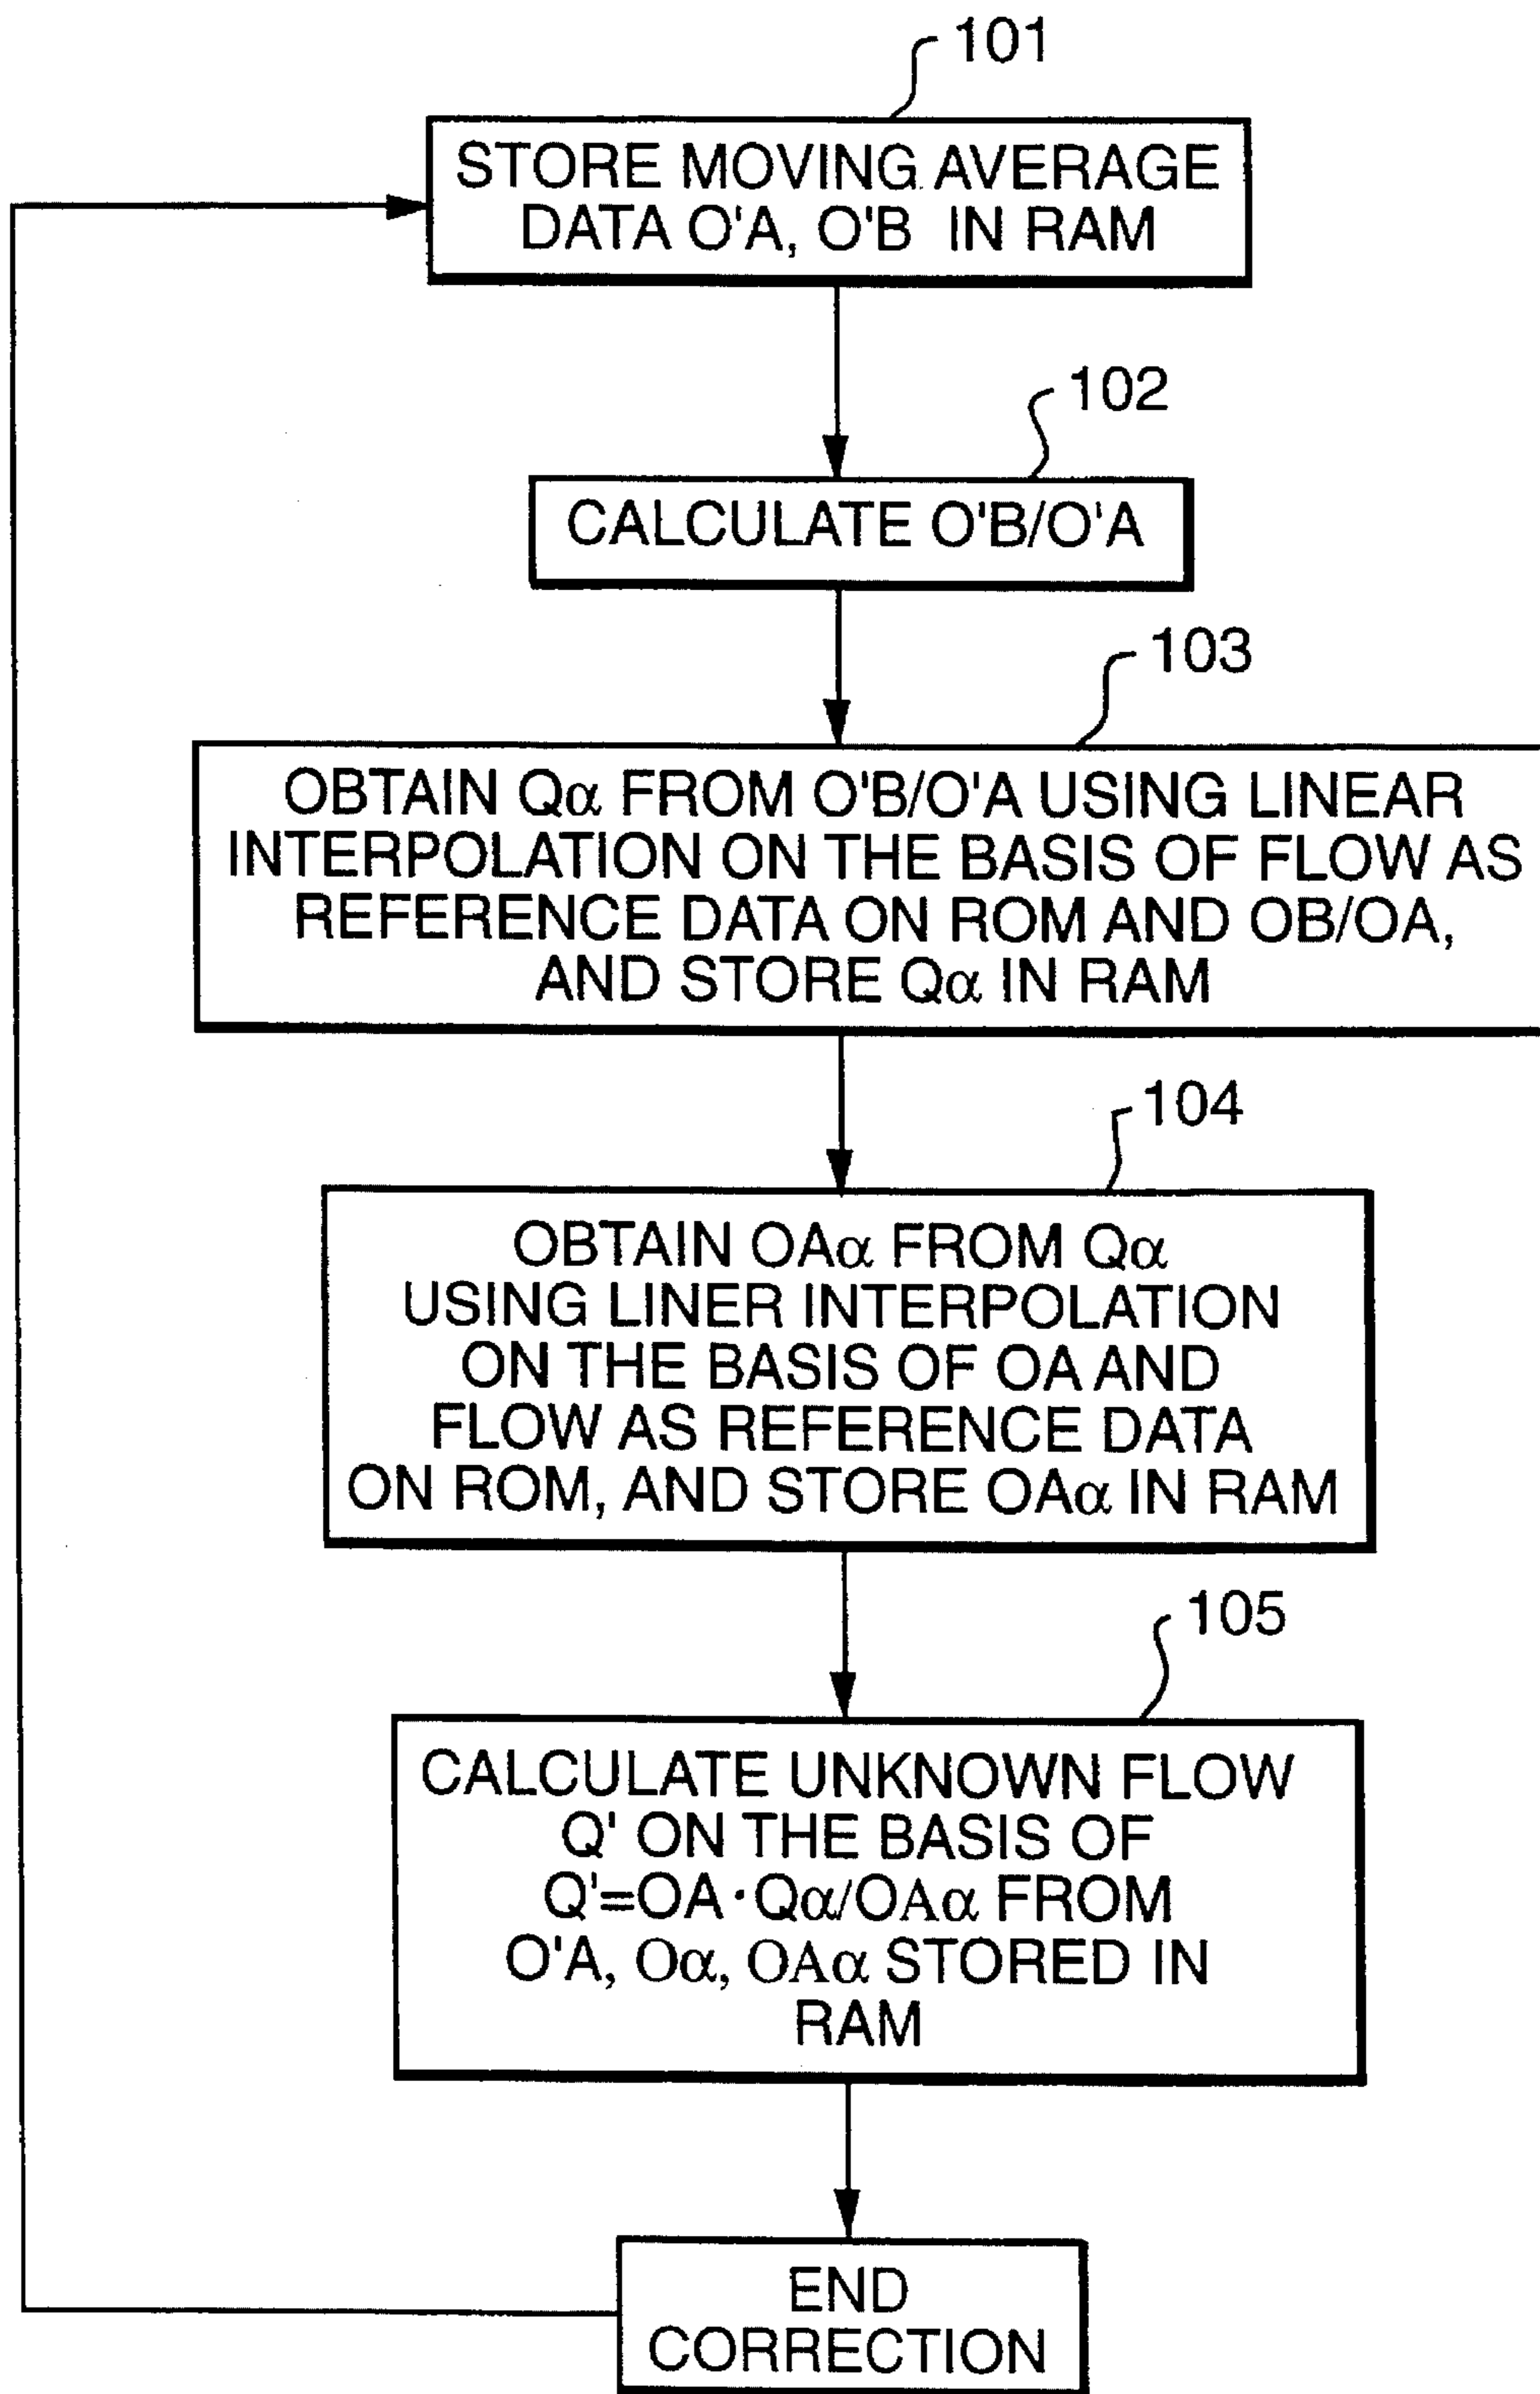 101
STORE MOVING AVERAGE
DATA O'A, O'B IN RAM
102
CALCULATE O'B/O'A
103
OBTAIN Qα FROM O'B/O'A USING LINEAR
INTERPOLATION ON THE BASIS OF FLOW AS
REFERENCE DATA ON ROM AND OB/OA,
AND STORE Qα IN RAM
104
OBTAIN OAα FROM Qα
USING LINER INTERPOLATION
ON THE BASIS OF OA AND
FLOW AS REFERENCE DATA
ON ROM, AND STORE OAα IN RAM
105
CALCULATE UNKNOWN FLOW
Q' ON THE BASIS OF
Q'=OA·Qα/OAα FROM
O'A, Oα, OAα STORED IN
RAM
END
CORRECTION